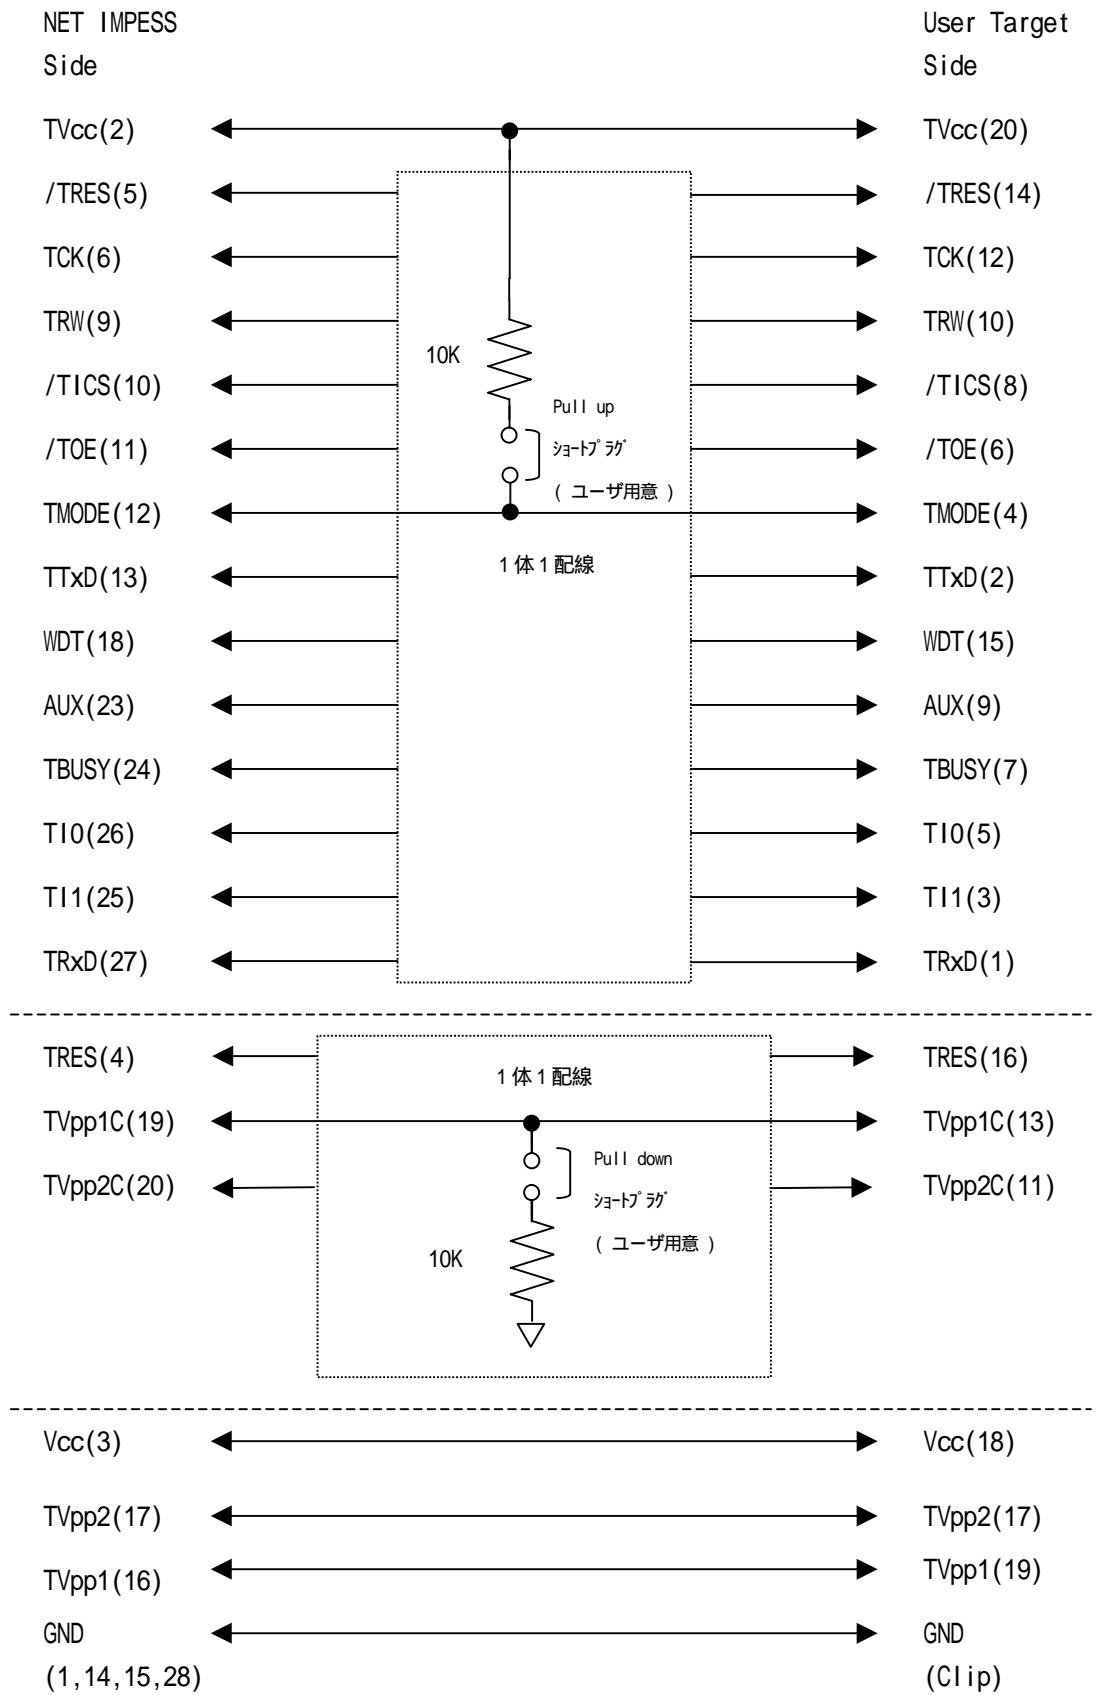 NET IMPESS User Target
Side Side
TVcc(2) TVcc(20)
/TRES(5) /TRES(14)
TCK(6) TCK(12)
TRW(9) TRW(10)
10K
/TICS(10) /TICS(8)
Pull up
/TOE(11) ｼｮｰﾄﾌﾟﾗｸﾞ /TOE(6)
( ユーザ用意 )
TMODE(12) TMODE(4)
1体1配線
TTxD(13) TTxD(2)
WDT(18) WDT(15)
AUX(23) AUX(9)
TBUSY(24) TBUSY(7)
TI0(26) TI0(5)
TI1(25) TI1(3)
TRxD(27) TRxD(1)
TRES(4) TRES(16)
1体1配線
TVpp1C(19) TVpp1C(13)
Pull down
TVpp2C(20) TVpp2C(11)
ｼｮｰﾄﾌﾟﾗｸﾞ
( ユーザ用意 )
10K
Vcc(3) Vcc(18)
TVpp2(17) TVpp2(17)
TVpp1(16) TVpp1(19)
GND GND
(1,14,15,28) (Clip)